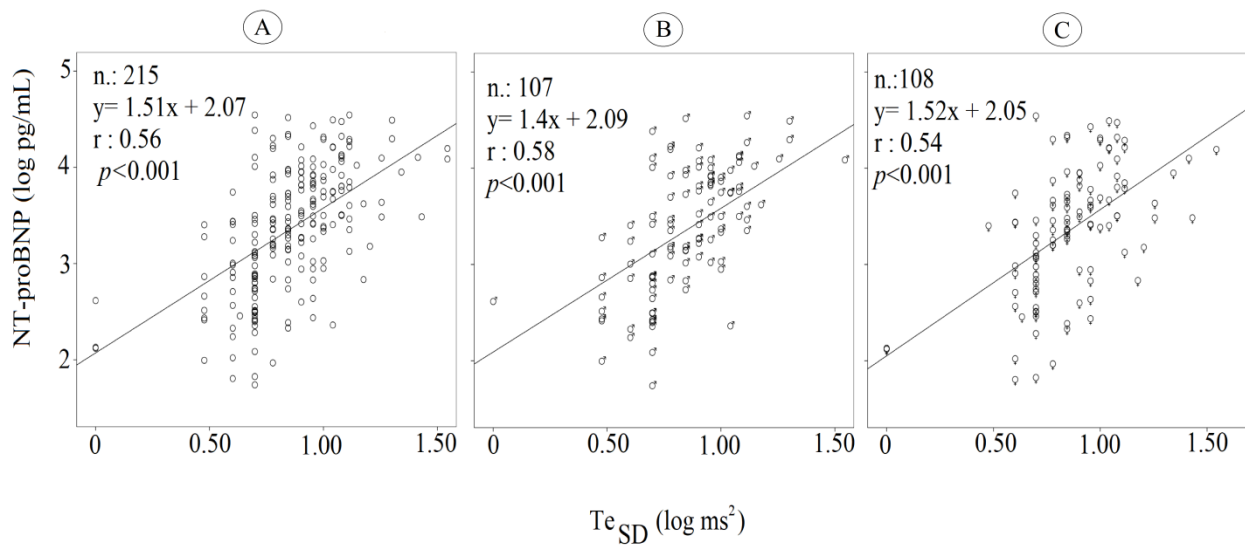 A
B
C
NT-proBNP (log pg/mL)
5
4
3
2
n.: 215
y= 1.51x + 2.07
r : 0.56
p<0.001
n.: 107
y= 1.4x + 2.09
r : 0.58
p<0.001
n.:108
y= 1.52x + 2.05
r : 0.54
p<0.001
0 0.50 1.00 1.50
0 0.50 1.00 1.50
0 0.50 1.00 1.50
Te SD (log ms²)